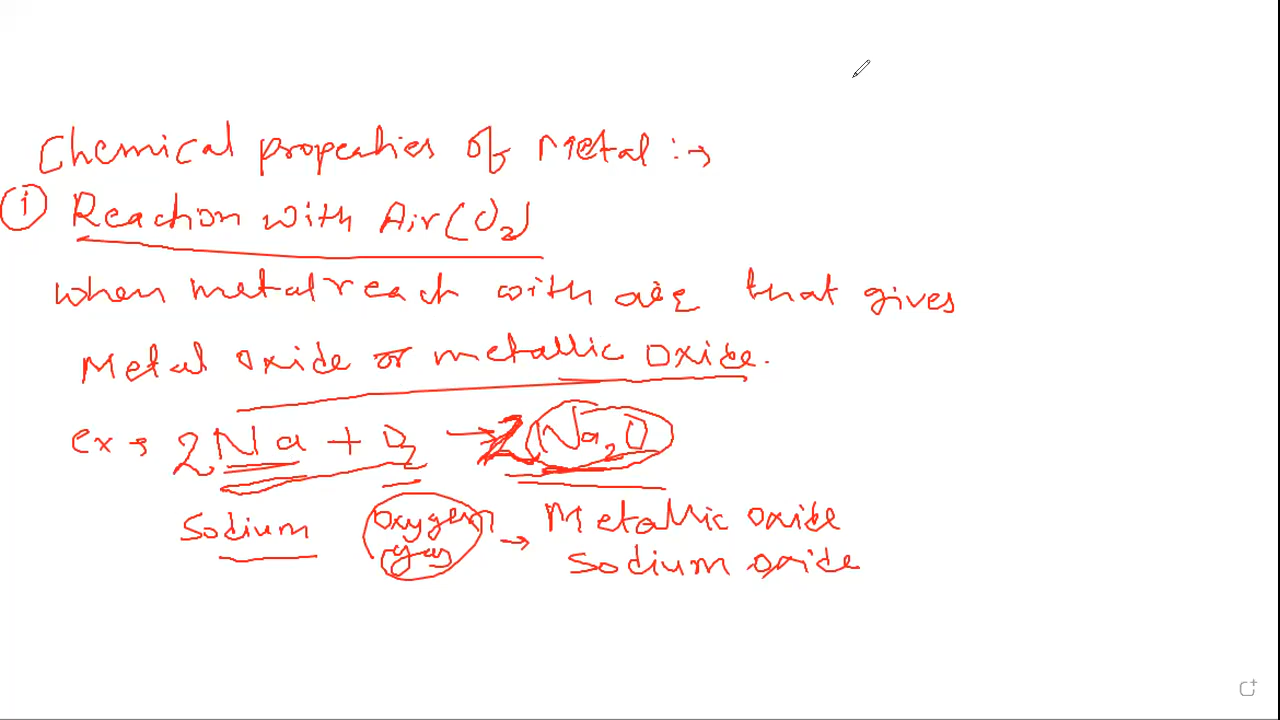 Chemical properties of Metal :→
① Reaction with Air (O₂)
when metal react with air that gives
Metal oxide or metallic oxide.
ex → 2Na + O₂ → 2Na₂O
Sodium Oxygen gas → Metallic oxide
Sodium oxide